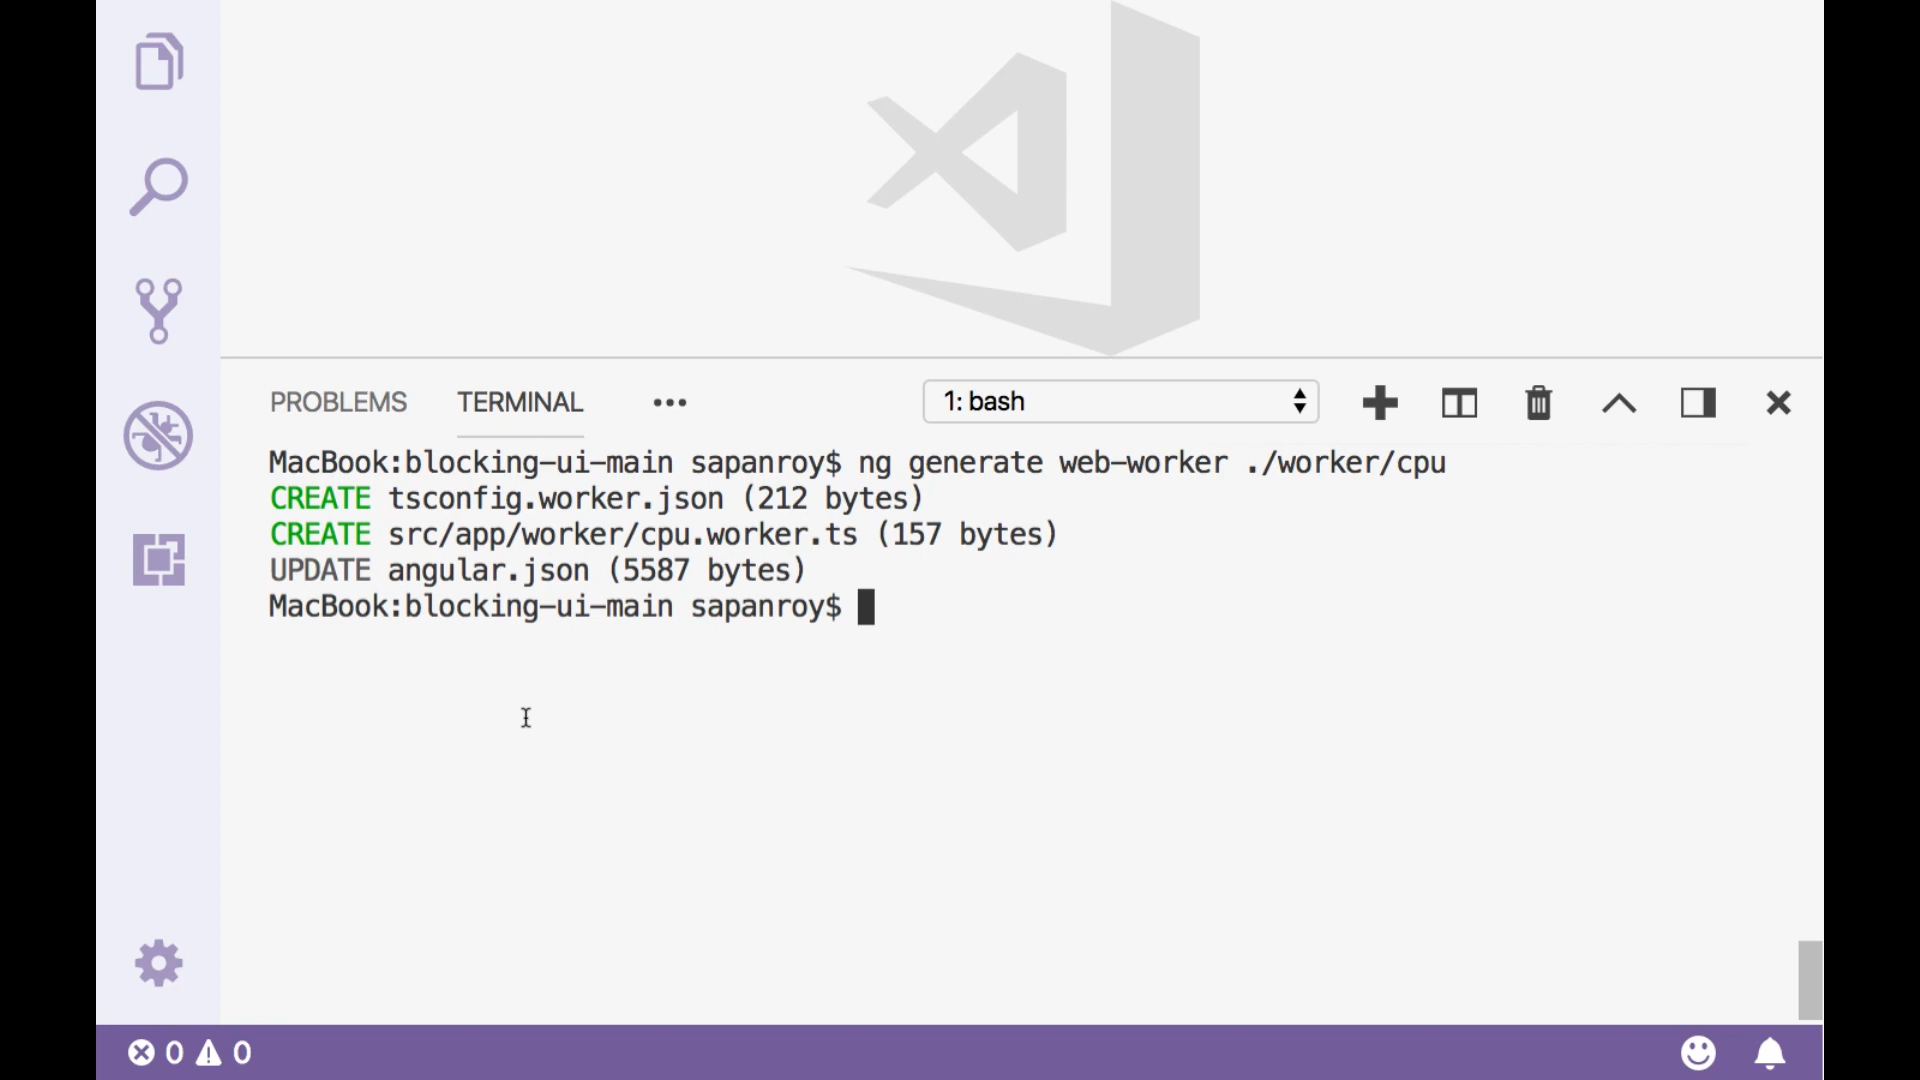 PROBLEMS TERMINAL ••• 1: bash
MacBook:blocking-ui-main sapanroy$ ng generate web-worker ./worker/cpu
CREATE tsconfig.worker.json (212 bytes)
CREATE src/app/worker/cpu.worker.ts (157 bytes)
UPDATE angular.json (5587 bytes)
MacBook:blocking-ui-main sapanroy$
0 0